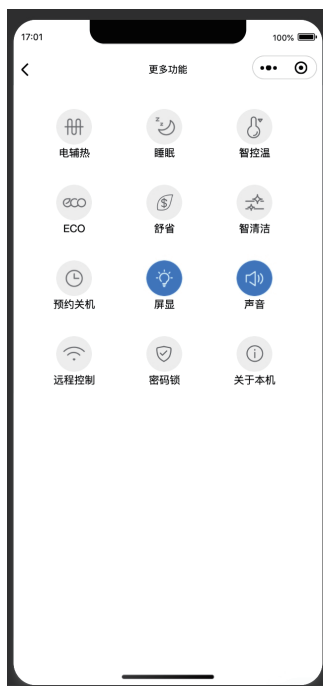 17:01
100%
更多功能
电辅热
睡眠
智控温
eco
ECO
舒省
智清洁
预约关机
屏显
声音
远程控制
密码锁
关于本机